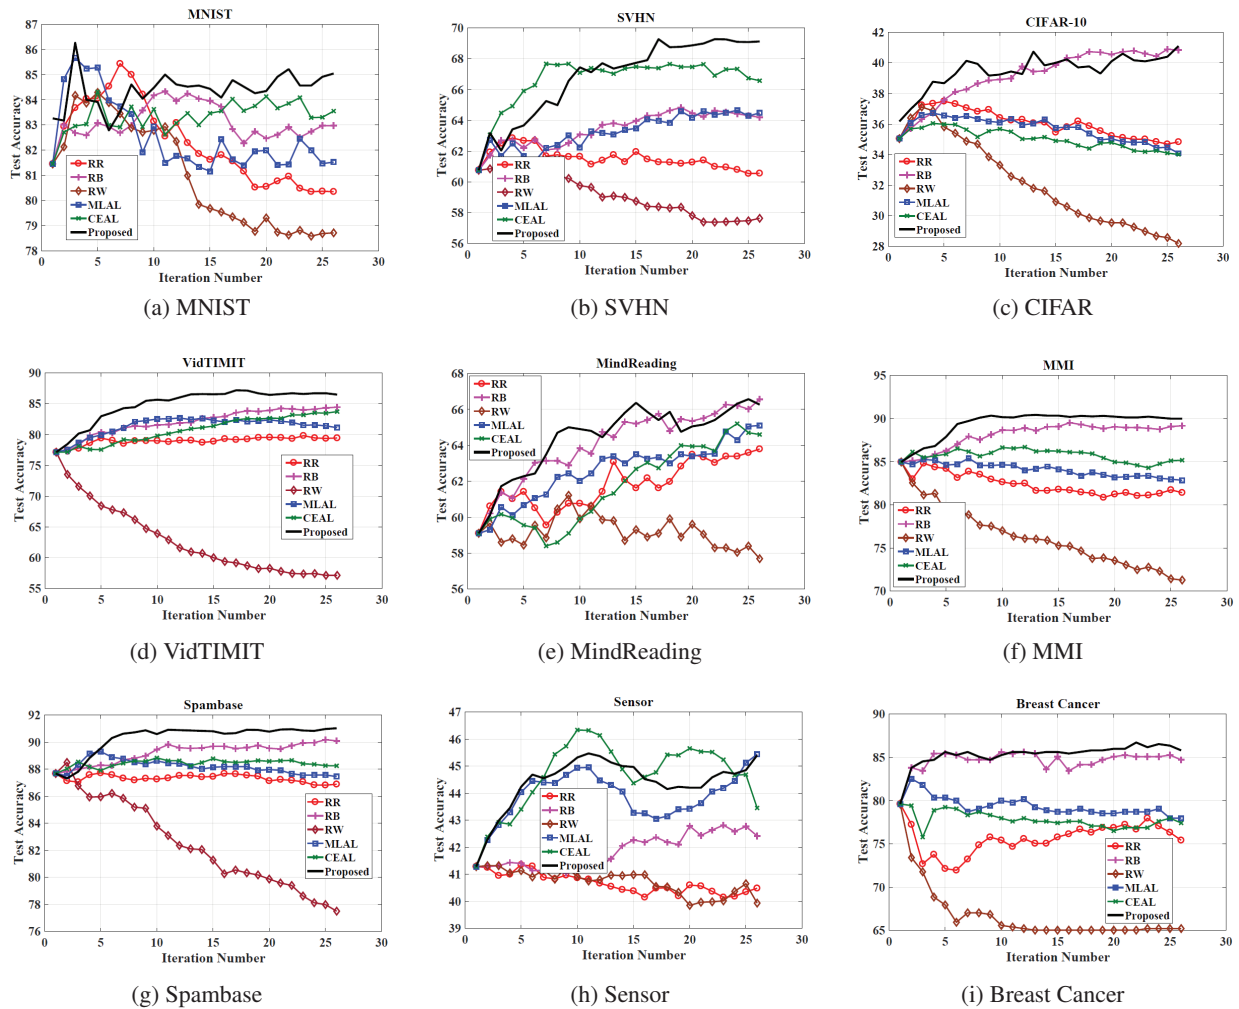 MNIST
Test Accuracy
87
86
85
84
83
82
81
80
79
78
RR
RB
RW
MLAL
CEAL
Proposed
0 5 10 15 20 25 30
Iteration Number
(a) MNIST
SVHN
Test Accuracy
70
68
66
64
62
60
58
56
RR
RB
RW
MLAL
CEAL
Proposed
0 5 10 15 20 25 30
Iteration Number
(b) SVHN
CIFAR-10
Test Accuracy
42
40
38
36
34
32
30
28
RR
RB
RW
MLAL
CEAL
Proposed
0 5 10 15 20 25 30
Iteration Number
(c) CIFAR
VidTIMIT
Test Accuracy
90
85
80
75
70
65
60
55
RR
RB
RW
MLAL
CEAL
Proposed
0 5 10 15 20 25 30
Iteration Number
(d) VidTIMIT
MindReading
Test Accuracy
68
66
64
62
60
58
56
RR
RB
RW
MLAL
CEAL
Proposed
0 5 10 15 20 25 30
Iteration Number
(e) MindReading
MMI
Test Accuracy
95
90
85
80
75
70
RR
RB
RW
MLAL
CEAL
Proposed
0 5 10 15 20 25 30
Iteration Number
(f) MMI
Spambase
Test Accuracy
92
90
88
86
84
82
80
78
76
RR
RB
RW
MLAL
CEAL
Proposed
0 5 10 15 20 25 30
Iteration Number
(g) Spambase
Sensor
Test Accuracy
47
46
45
44
43
42
41
40
39
RR
RB
RW
MLAL
CEAL
Proposed
0 5 10 15 20 25 30
Iteration Number
(h) Sensor
Breast Cancer
Test Accuracy
90
85
80
75
70
65
RR
RB
RW
MLAL
CEAL
Proposed
0 5 10 15 20 25 30
Iteration Number
(i) Breast Cancer